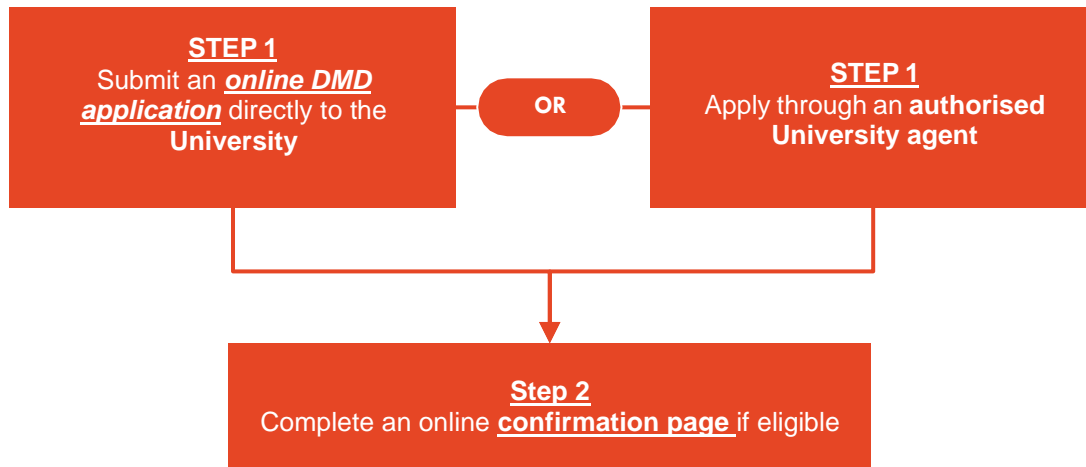 STEP 1
Submit an online DMD
application directly to the
University
OR
STEP 1
Apply through an authorised
University agent
Step 2
Complete an online confirmation page if eligible